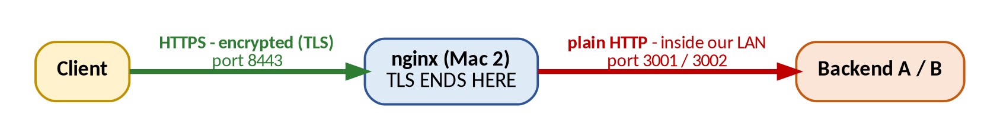 Client
HTTPS - encrypted (TLS)
port 8443
nginx (Mac 2)
TLS ENDS HERE
plain HTTP - inside our LAN
port 3001 / 3002
Backend A / B